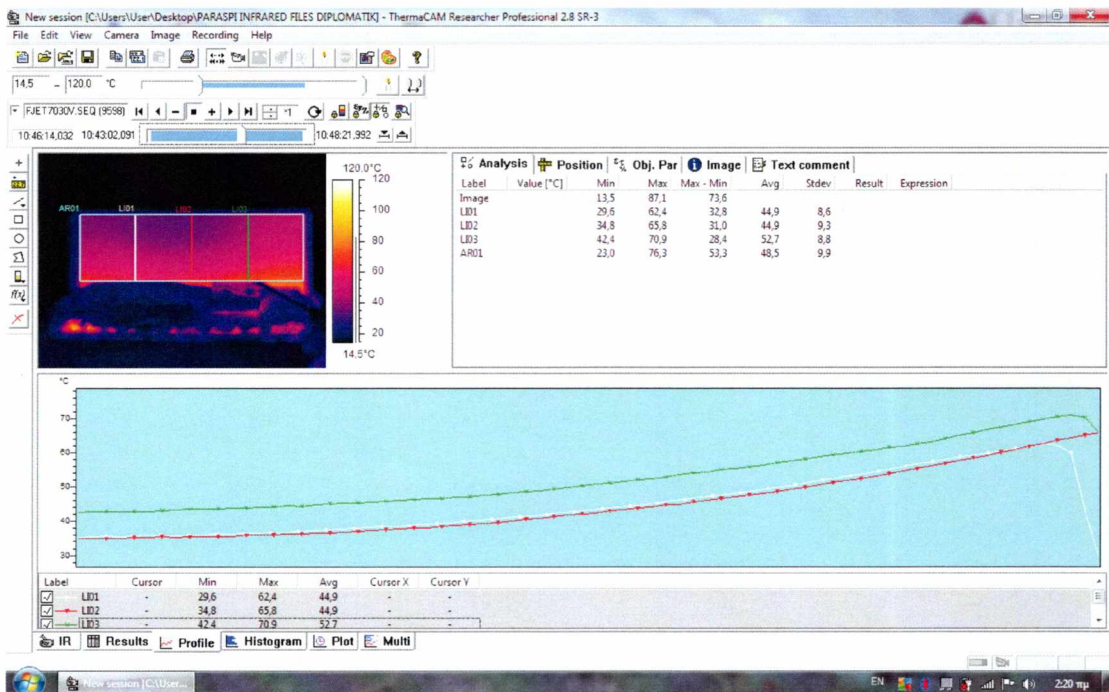 New session [C:\Users\User\Desktop\PARASPI INFRARED FILES DIPLOMATIK] - ThermaCAM Researcher Professional 2.8 SR-3
File Edit View Camera Image Recording Help
14,5 - 120.0 °C
FJET7030V.SEQ (9598) *1
10:46:14,032 10:43:02,091 10:48:21,992
Analysis Position Obj. Par Image Text comment
Label Value [°C] Min Max Max - Min Avg Stdev Result Expression
Image 13,5 87,1 73,6
LI01 29,6 62,4 32,8 44,9 8,6
LI02 34,8 65,8 31,0 44,9 9,3
LI03 42,4 70,9 28,4 52,7 8,8
AR01 23,0 76,3 53,3 48,5 9,9
120.0°C
120
100
80
60
40
20
14.5°C
AR01 LI01 LI02 LI03
f(x)
°C
70
60
50
40
30
Label Cursor Min Max Avg Cursor X Cursor Y
LI01 - 29,6 62,4 44,9 - -
LI02 - 34,8 65,8 44,9 - -
LI03 - 42,4 70,9 52,7 - -
IR Results Profile Histogram Plot Multi
New session [C:\User...
EN 2:20 πμ